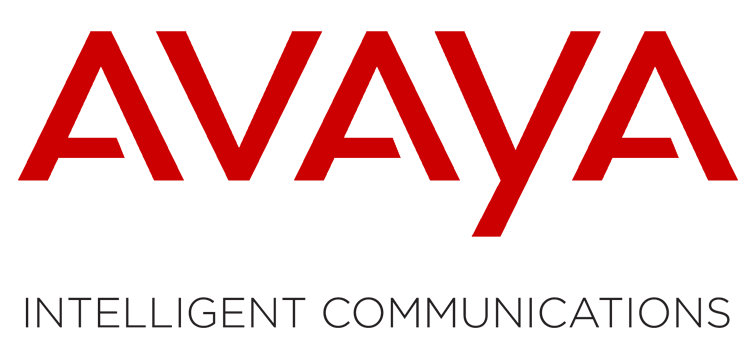 AVAYA
INTELLIGENT COMMUNICATIONS